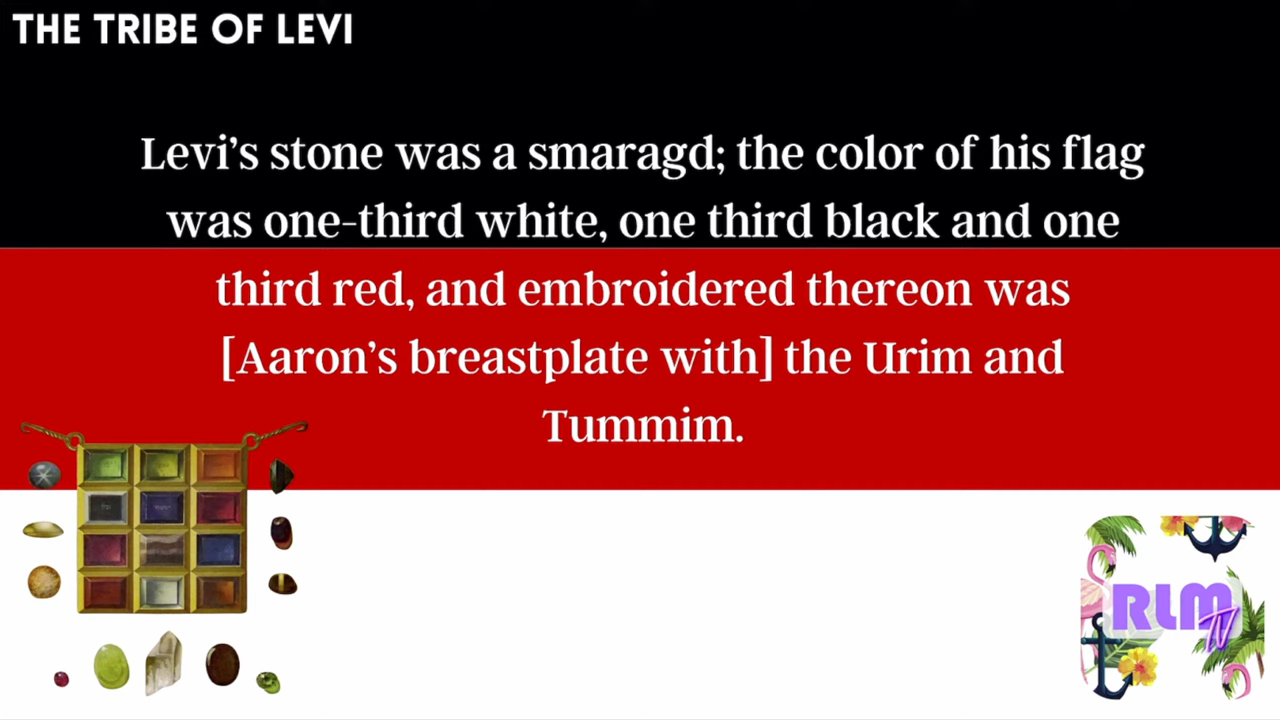 THE TRIBE OF LEVI
Levi's stone was a smaragd; the color of his flag
was one-third white, one third black and one
third red, and embroidered thereon was
[Aaron's breastplate with] the Urim and
Tummim.
RLM
TV